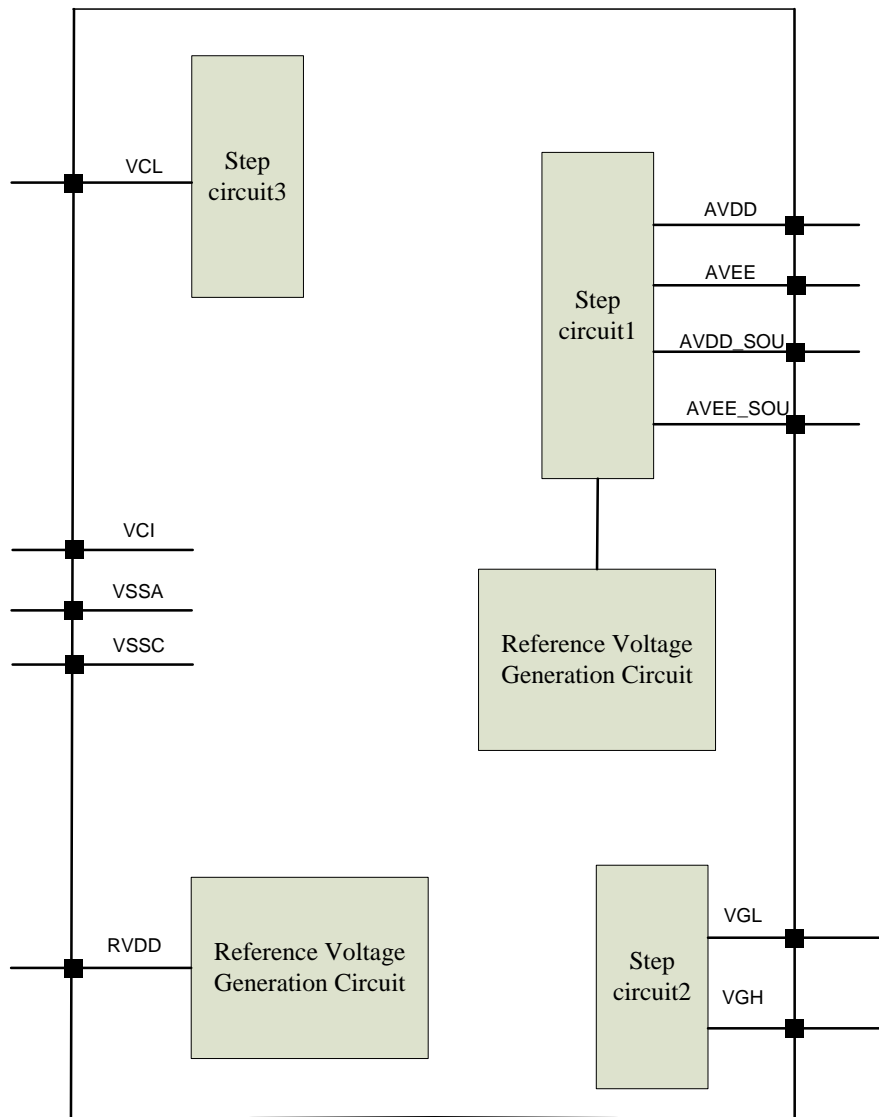 VCL
Step
circuit3
Step
circuit1
AVDD
AVEE
AVDD_SOU
AVEE_SOU
VCI
VSSA
VSSC
Reference Voltage
Generation Circuit
RVDD
Reference Voltage
Generation Circuit
Step
circuit2
VGL
VGH